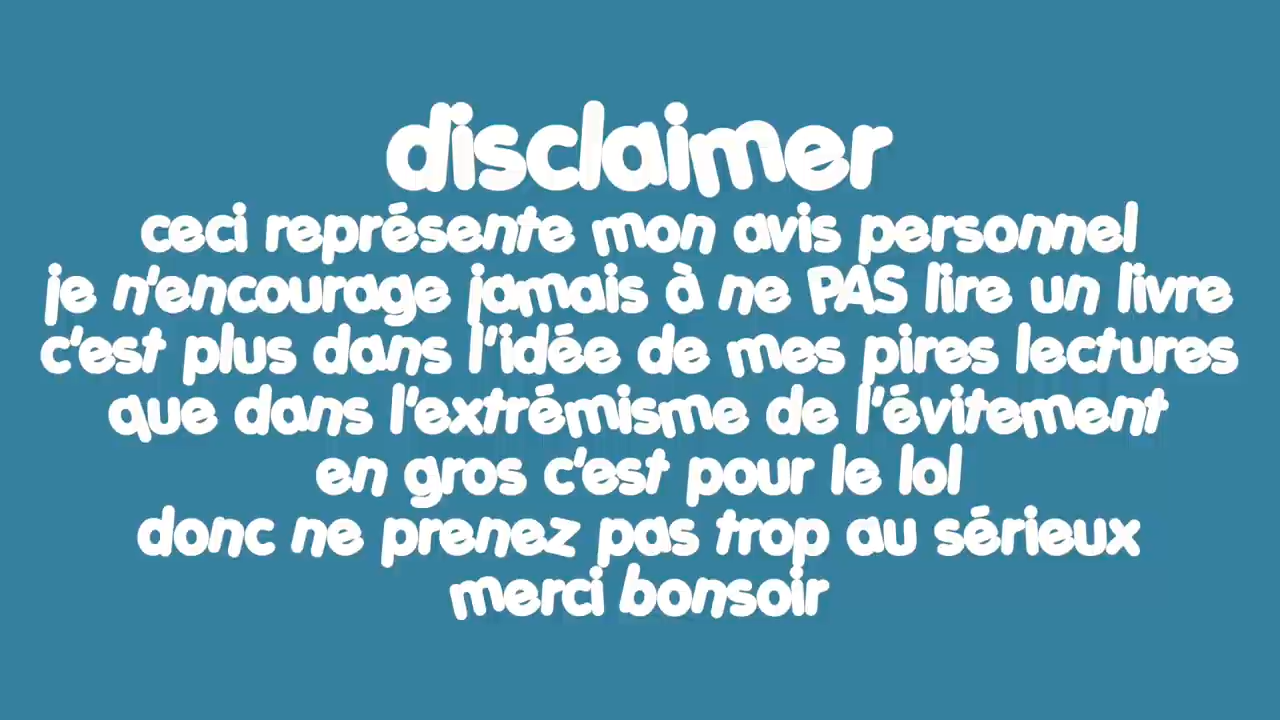 disclaimer
ceci représente mon avis personnel
je n'encourage jamais à ne PAS lire un livre
c'est plus dans l'idée de mes pires lectures
que dans l'extrémisme de l'évitement
en gros c'est pour le lol
donc ne prenez pas trop au sérieux
merci bonsoir